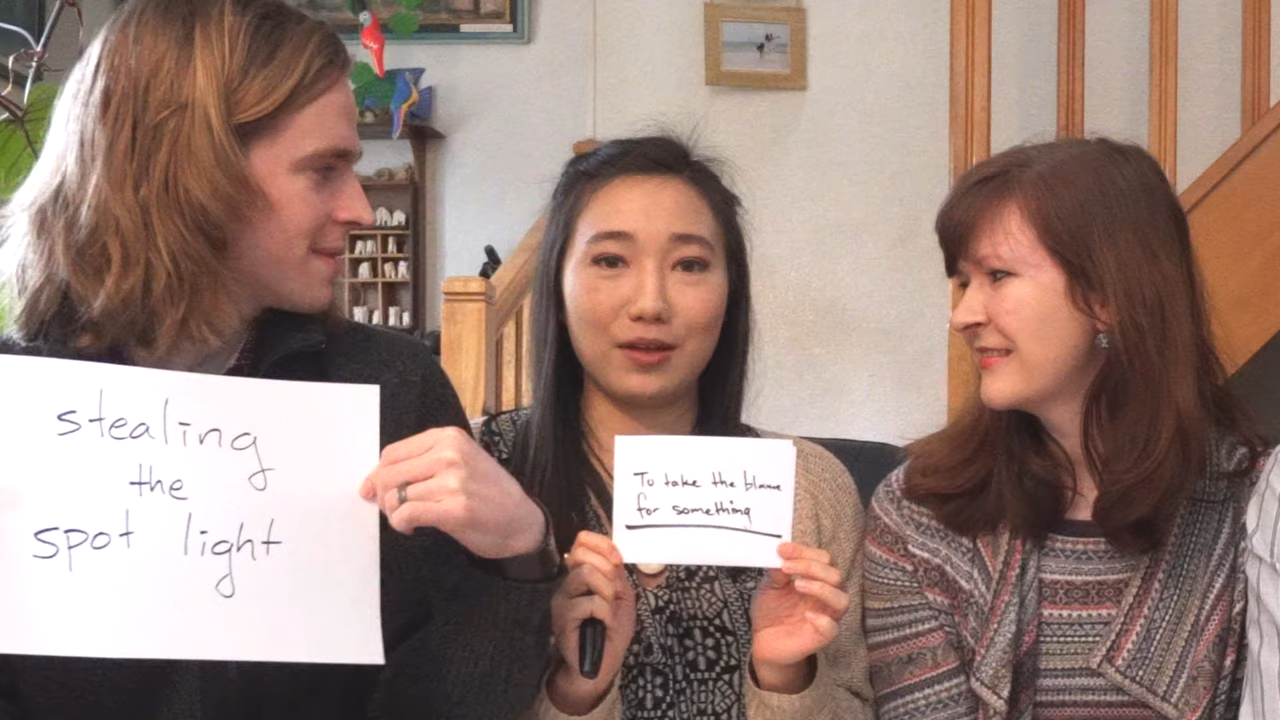 stealing
the
spot light
To take the blame
for something